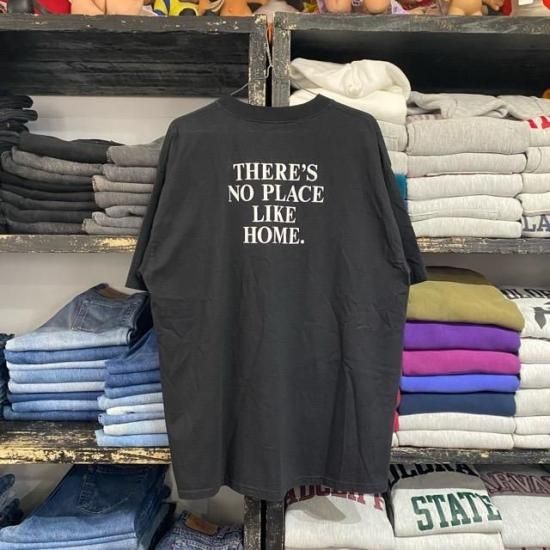 THERE'S
NO PLACE
LIKE
HOME.
STATE